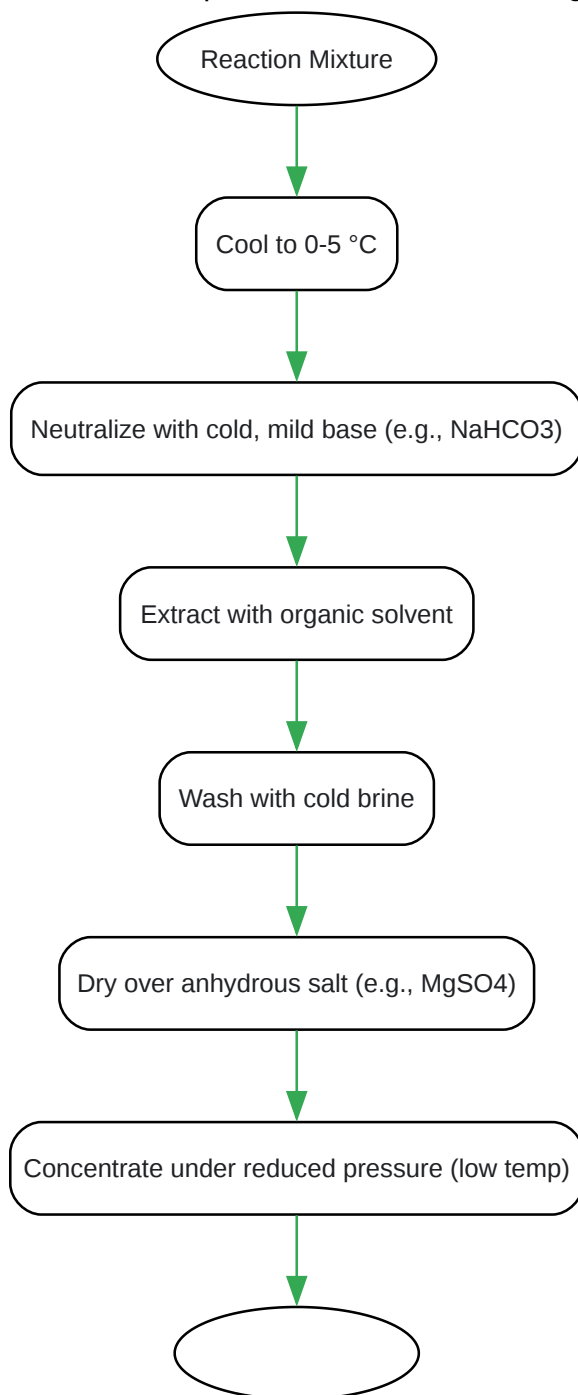 Reaction Mixture
Cool to 0-5 °C
Neutralize with cold, mild base (e.g., NaHCO3)
Extract with organic solvent
Wash with cold brine
Dry over anhydrous salt (e.g., MgSO4)
Concentrate under reduced pressure (low temp)